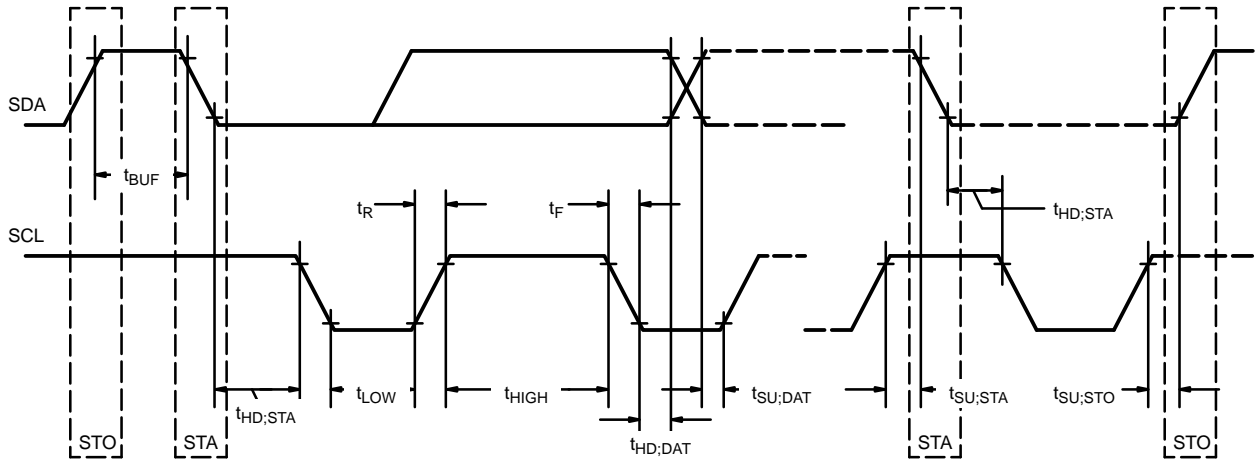 SDA
tBUF
tR
tF
tHD;STA
SCL
tHD;STA
tLOW
tHIGH
tHD;DAT
tSU;DAT
tSU;STA
tSU;STO
STO
STA
STA
STO